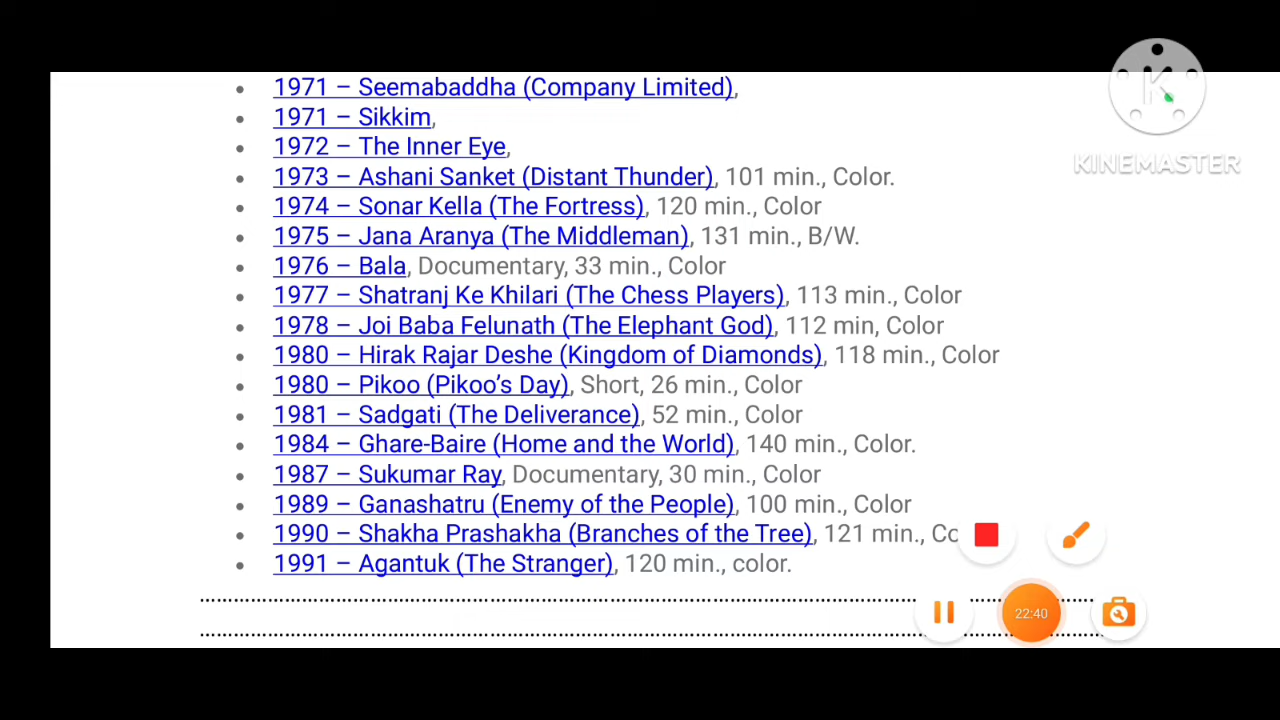 1971 – Seemabaddha (Company Limited),
KINEMASTER
1971 – Sikkim,
1972 – The Inner Eye,
1973 – Ashani Sanket (Distant Thunder), 101 min., Color.
1974 – Sonar Kella (The Fortress), 120 min., Color
1975 – Jana Aranya (The Middleman), 131 min., B/W.
1976 – Bala, Documentary, 33 min., Color
1977 – Shatranj Ke Khilari (The Chess Players), 113 min., Color
1978 – Joi Baba Felunath (The Elephant God), 112 min, Color
1980 – Hirak Rajar Deshe (Kingdom of Diamonds), 118 min., Color
1980 – Pikoo (Pikoo’s Day), Short, 26 min., Color
1981 – Sadgati (The Deliverance), 52 min., Color
1984 – Ghare-Baire (Home and the World), 140 min., Color.
1987 – Sukumar Ray, Documentary, 30 min., Color
1989 – Ganashatru (Enemy of the People), 100 min., Color
1990 – Shakha Prashakha (Branches of the Tree), 121 min., Co
1991 – Agantuk (The Stranger), 120 min., color.
22:40